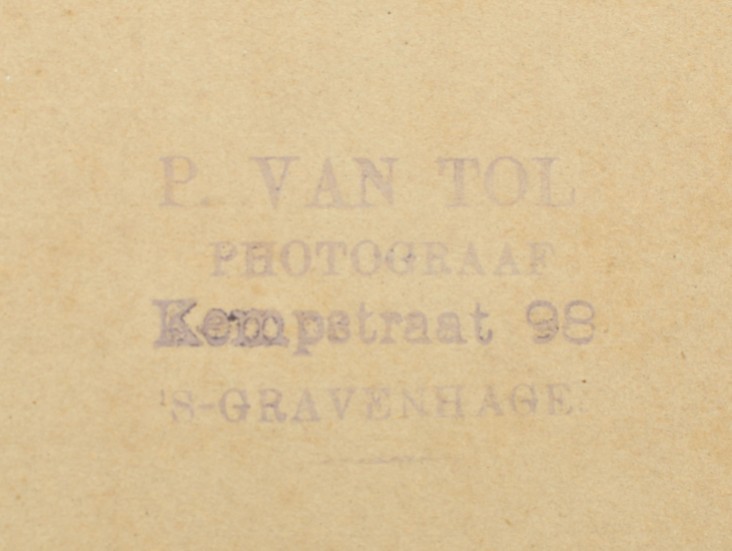 P. VAN TOL
PHOTOGRAAF
Kempstraat 98
'S-GRAVENHAGE